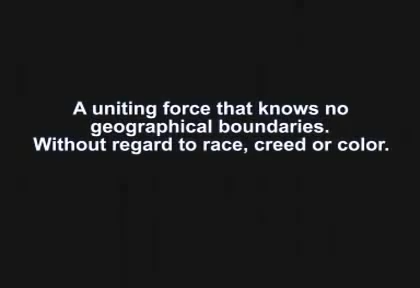 A uniting force that knows no
geographical boundaries.
Without regard to race, creed or color.